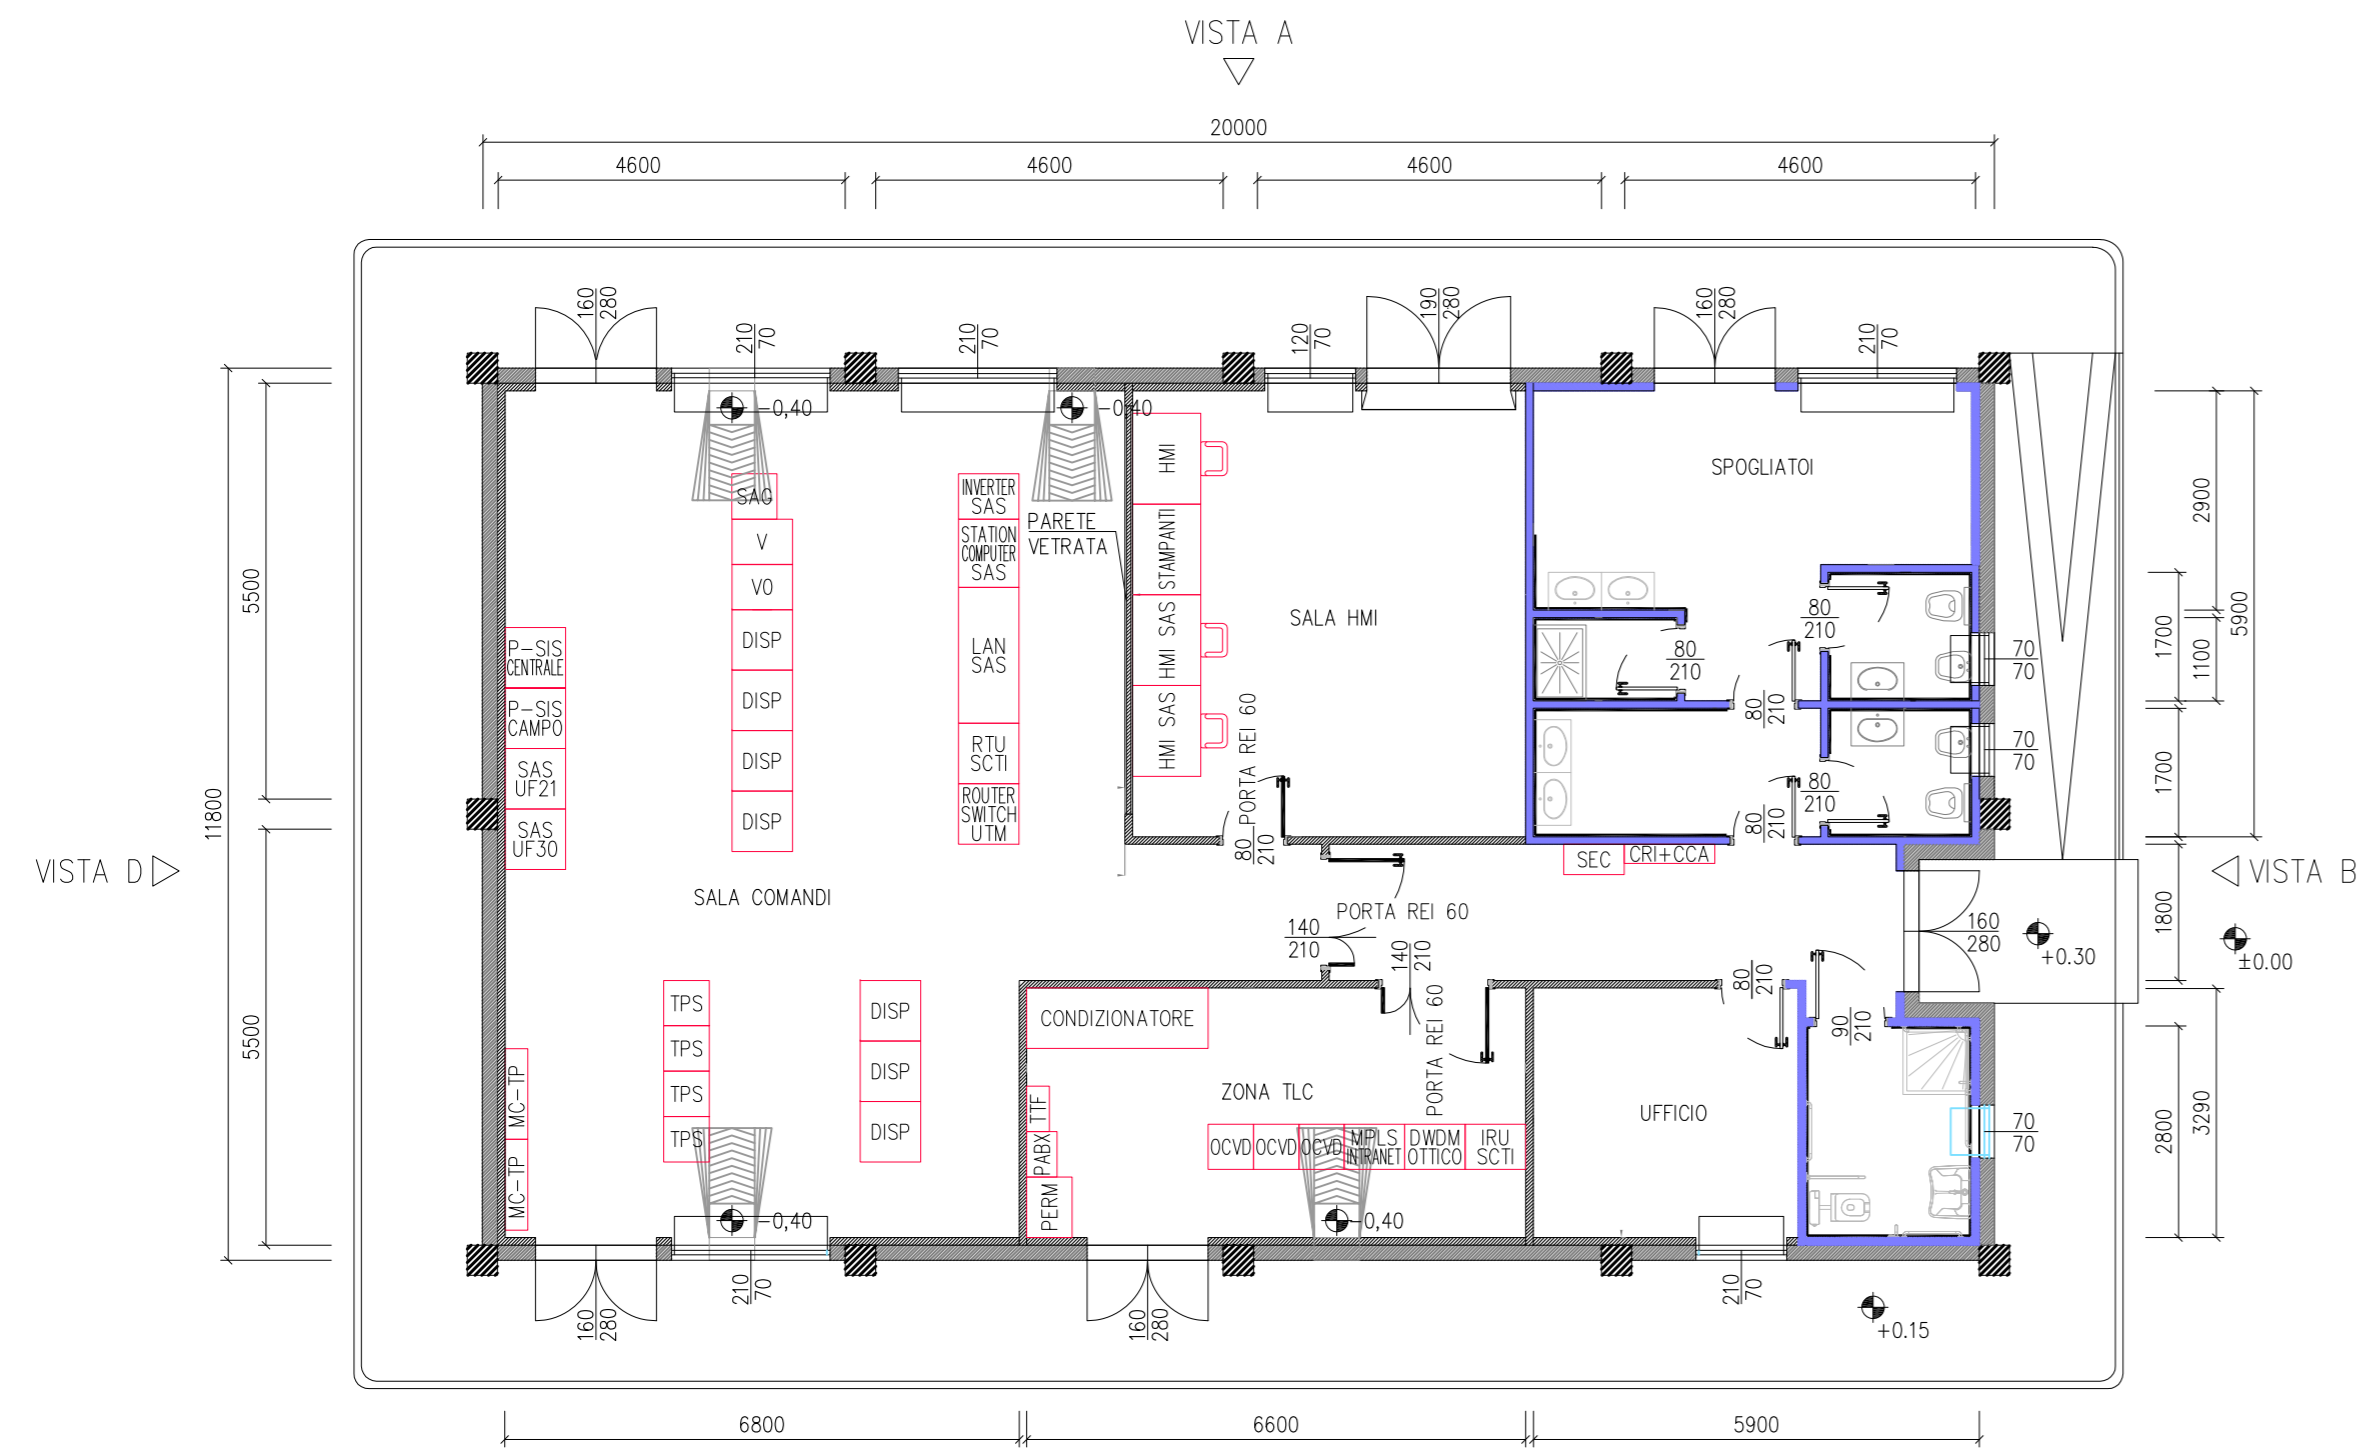 VISTA A
20000
4600
4600
4600
4600
160
280
210
70
210
70
120
70
190
280
160
280
210
70
-0,40
-0,40
SAG
V
V0
DISP
DISP
DISP
DISP
INVERTER
SAS
STATION
COMPUTER
SAS
LAN
SAS
RTU
SCTI
ROUTER
SWITCH
UTM
PARETE
VETRATA
HMI
STAMPANTI
HMI SAS
HMI SAS
SALA HMI
PORTA REI 60
80
210
SPOGLIATOI
80
210
80
210
80
210
80
210
80
210
70
70
70
70
P-SIS
CENTRALE
P-SIS
CAMPO
SAS
UF21
SAS
UF30
SALA COMANDI
SEC
CRI+CCA
PORTA REI 60
140
210
140
210
PORTA REI 60
80
210
90
210
160
280
+0.30
±0.00
VISTA D
VISTA B
11800
5500
5500
2900
5900
1700
1100
1700
1800
2800
3290
TPS
TPS
TPS
TPS
DISP
DISP
DISP
MC-TP
MC-TP
-0,40
CONDIZIONATORE
ZONA TLC
TTF
PABX
PERM
OCVD
OCVD
OCVD
MPLS
INTRANET
DWDM
OTTICO
IRU
SCTI
-0,40
UFFICIO
70
70
160
280
210
70
160
280
210
70
+0.15
6800
6600
5900